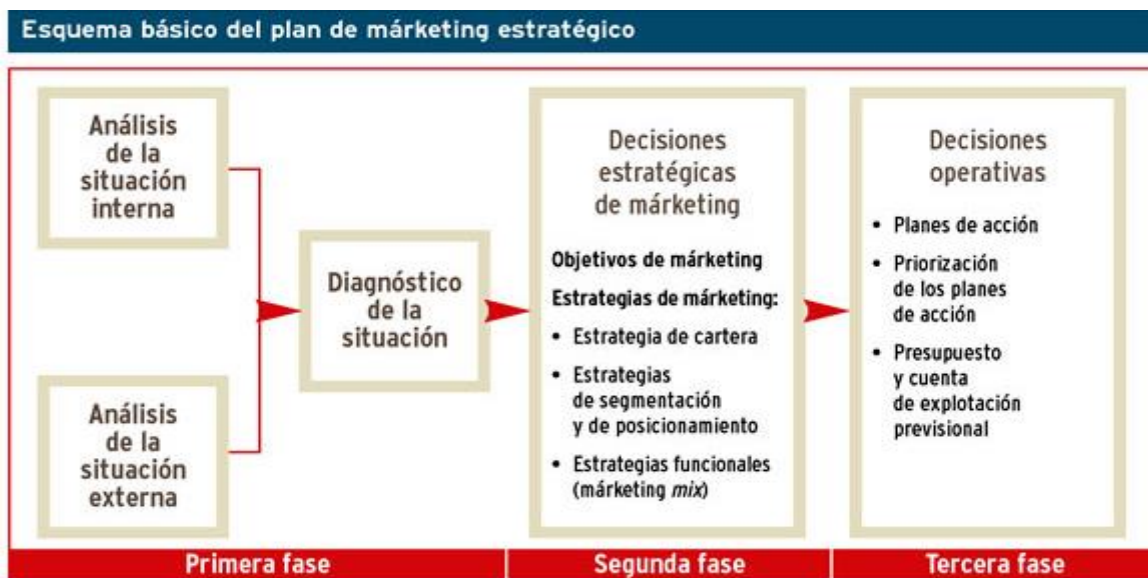 Esquema básico del plan de márketing estratégico
Análisis
de la
situación
interna
Análisis
de la
situación
externa
Diagnóstico
de la
situación
Decisiones
estratégicas
de márketing
Objetivos de márketing
Estrategias de márketing:
• Estrategia de cartera
• Estrategias
de segmentación
y de posicionamiento
• Estrategias funcionales
(márketing mix)
Decisiones
operativas
• Planes de acción
• Priorización
de los planes
de acción
• Presupuesto
y cuenta
de explotación
previsional
Primera fase
Segunda fase
Tercera fase